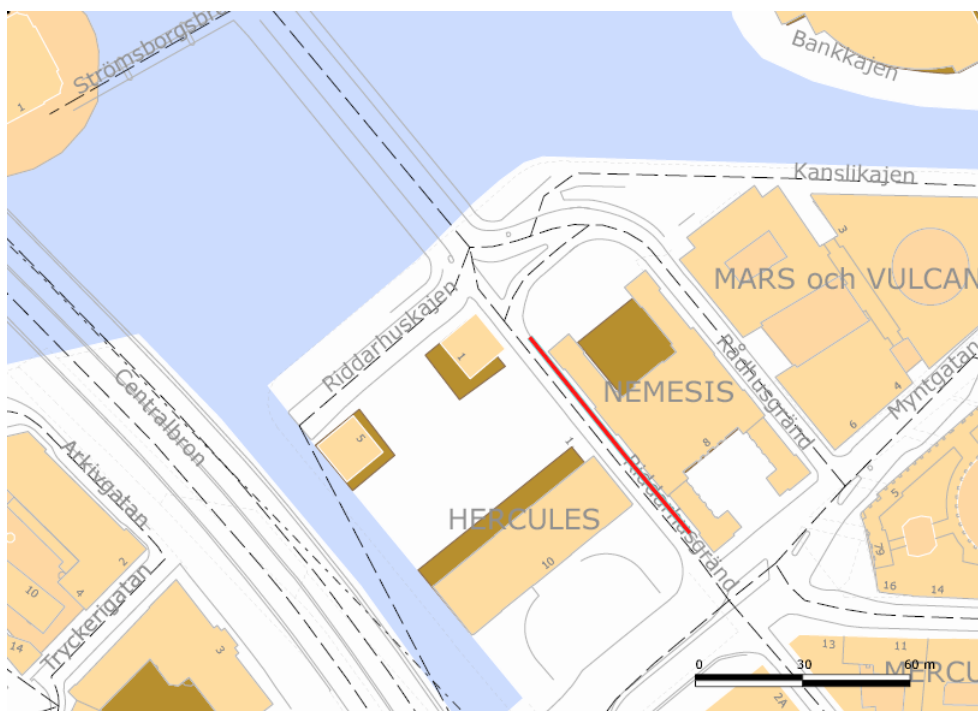 Strömsborgsbr
1
Bankkajen
Kanslikajen
3
MARS och VULCAN
Riddarhuskajen
1
Rådhusgränd
NEMESIS
Myntgatan
4
6
8
5
1
Centralbron
Arkivgatan
Riddarhusgränd
HERCULES
10
5
79
16
14
2
4
10
14
Tryckerigatan
3
13
11
MERCU
2A
0
30
60 m